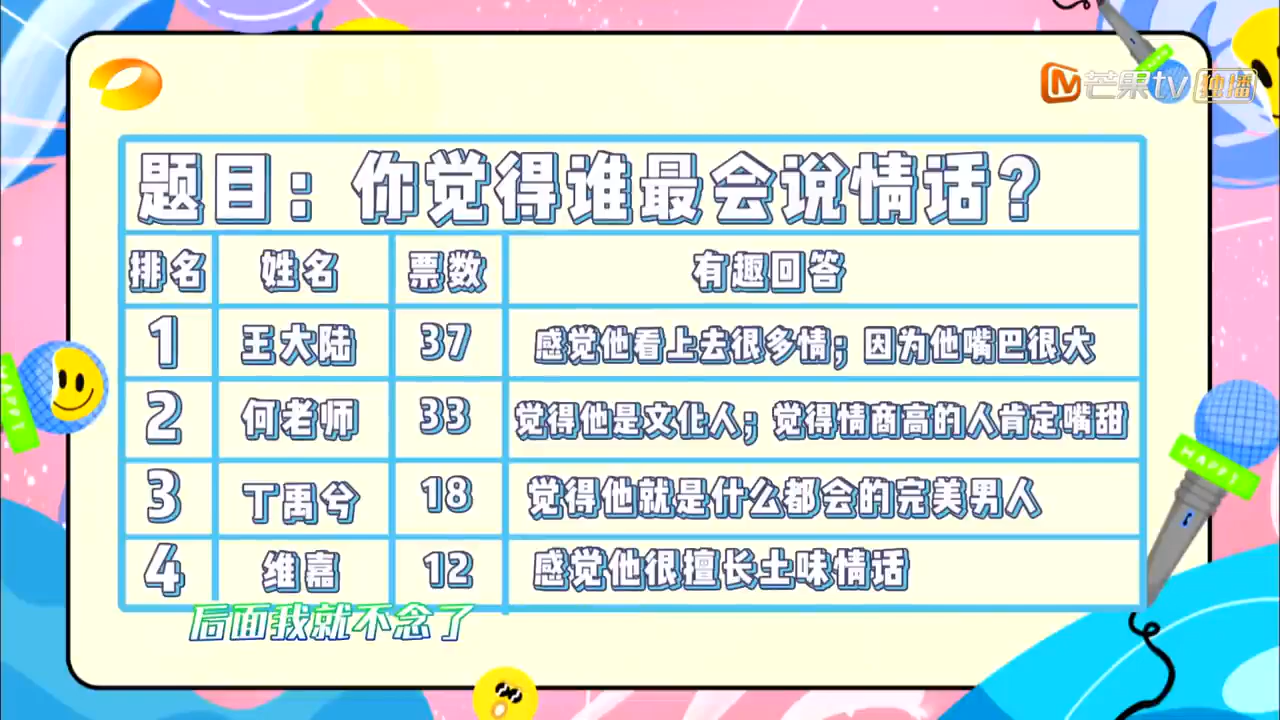 芒果tv 独播
题目：你觉得谁最会说情话？
排名 姓名 票数 有趣回答
1 王大陆 37 感觉他看上去很多情；因为他嘴巴很大
2 何老师 33 觉得他是文化人；觉得情商高的人肯定嘴甜
3 丁禹兮 18 觉得他就是什么都会的完美男人
4 维嘉 12 感觉他很擅长土味情话
后面我就不念了
HAPPY
HAPPY